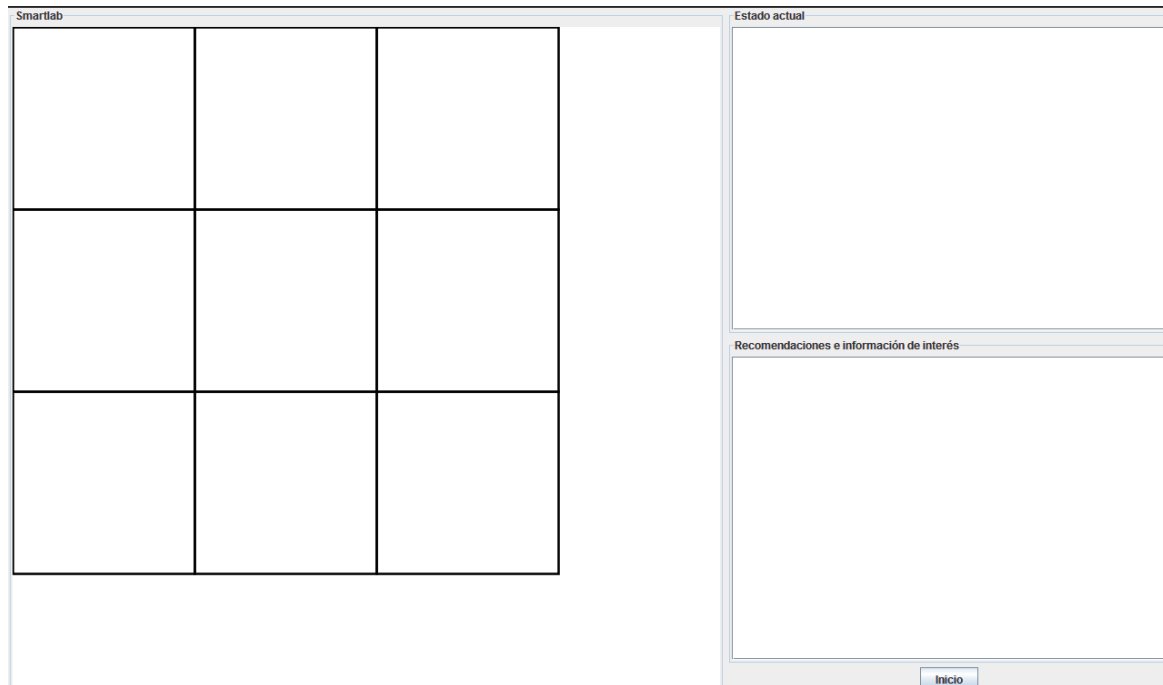 Smartlab
Estado actual
Recomendaciones e información de interés
Inicio